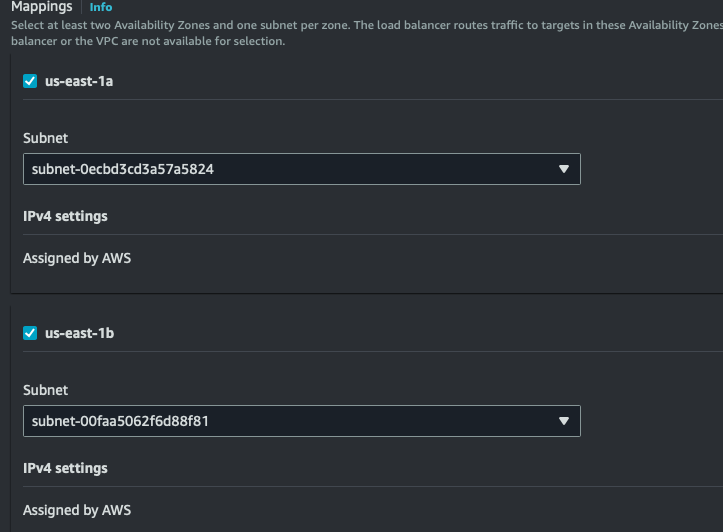 Mappings Info
Select at least two Availability Zones and one subnet per zone. The load balancer routes traffic to targets in these Availability Zones
balancer or the VPC are not available for selection.
us-east-1a
Subnet
subnet-0ecbd3cd3a57a5824
IPv4 settings
Assigned by AWS
us-east-1b
Subnet
subnet-00faa5062f6d88f81
IPv4 settings
Assigned by AWS